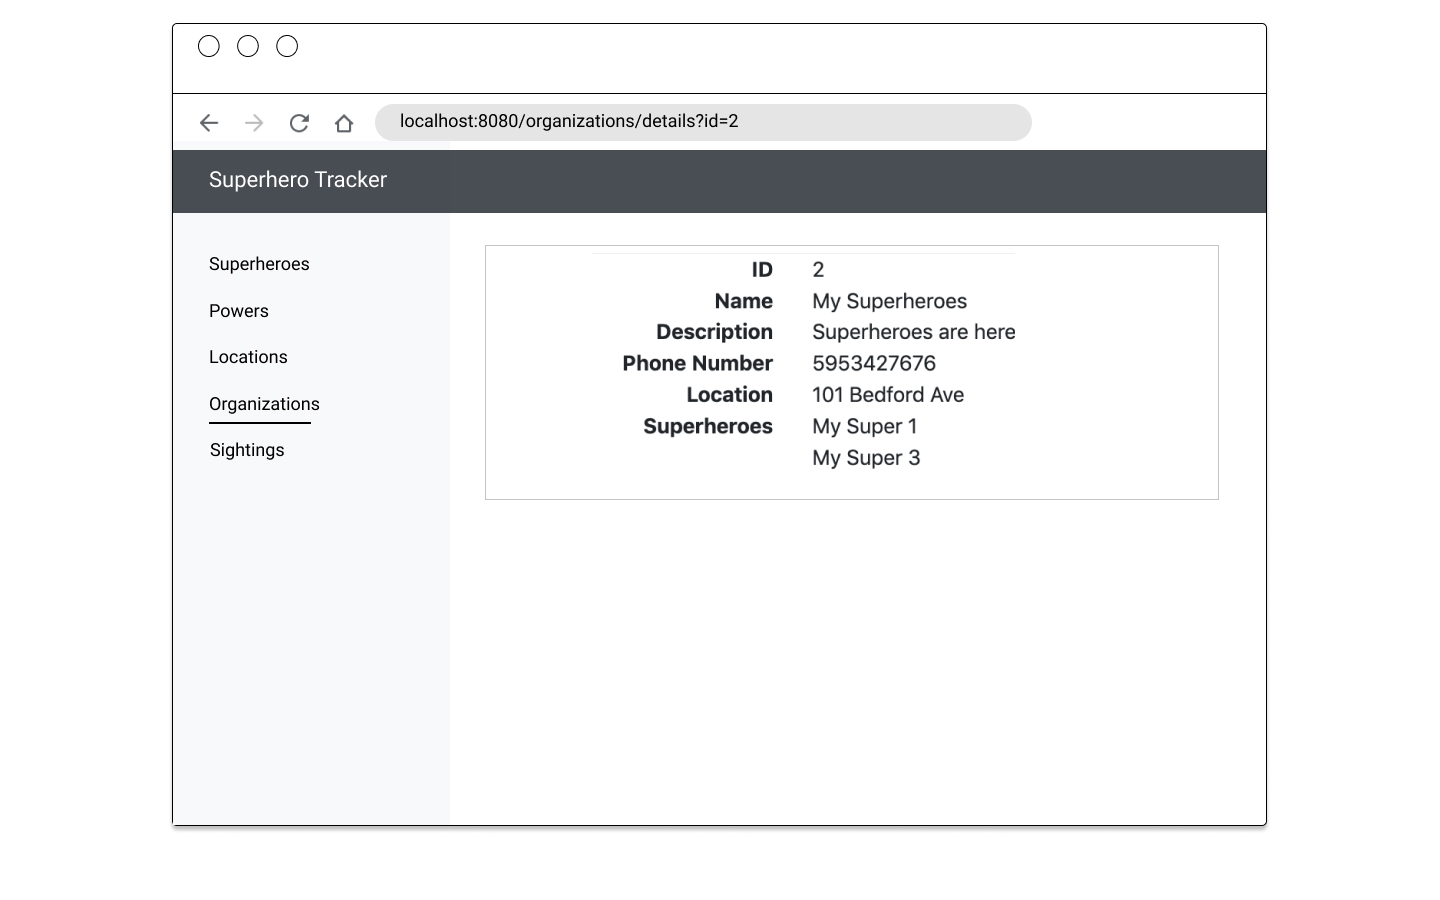 localhost:8080/organizations/details?id=2
Superhero Tracker
Superheroes
Powers
Locations
Organizations
Sightings
ID 2
Name My Superheroes
Description Superheroes are here
Phone Number 5953427676
Location 101 Bedford Ave
Superheroes My Super 1
My Super 3